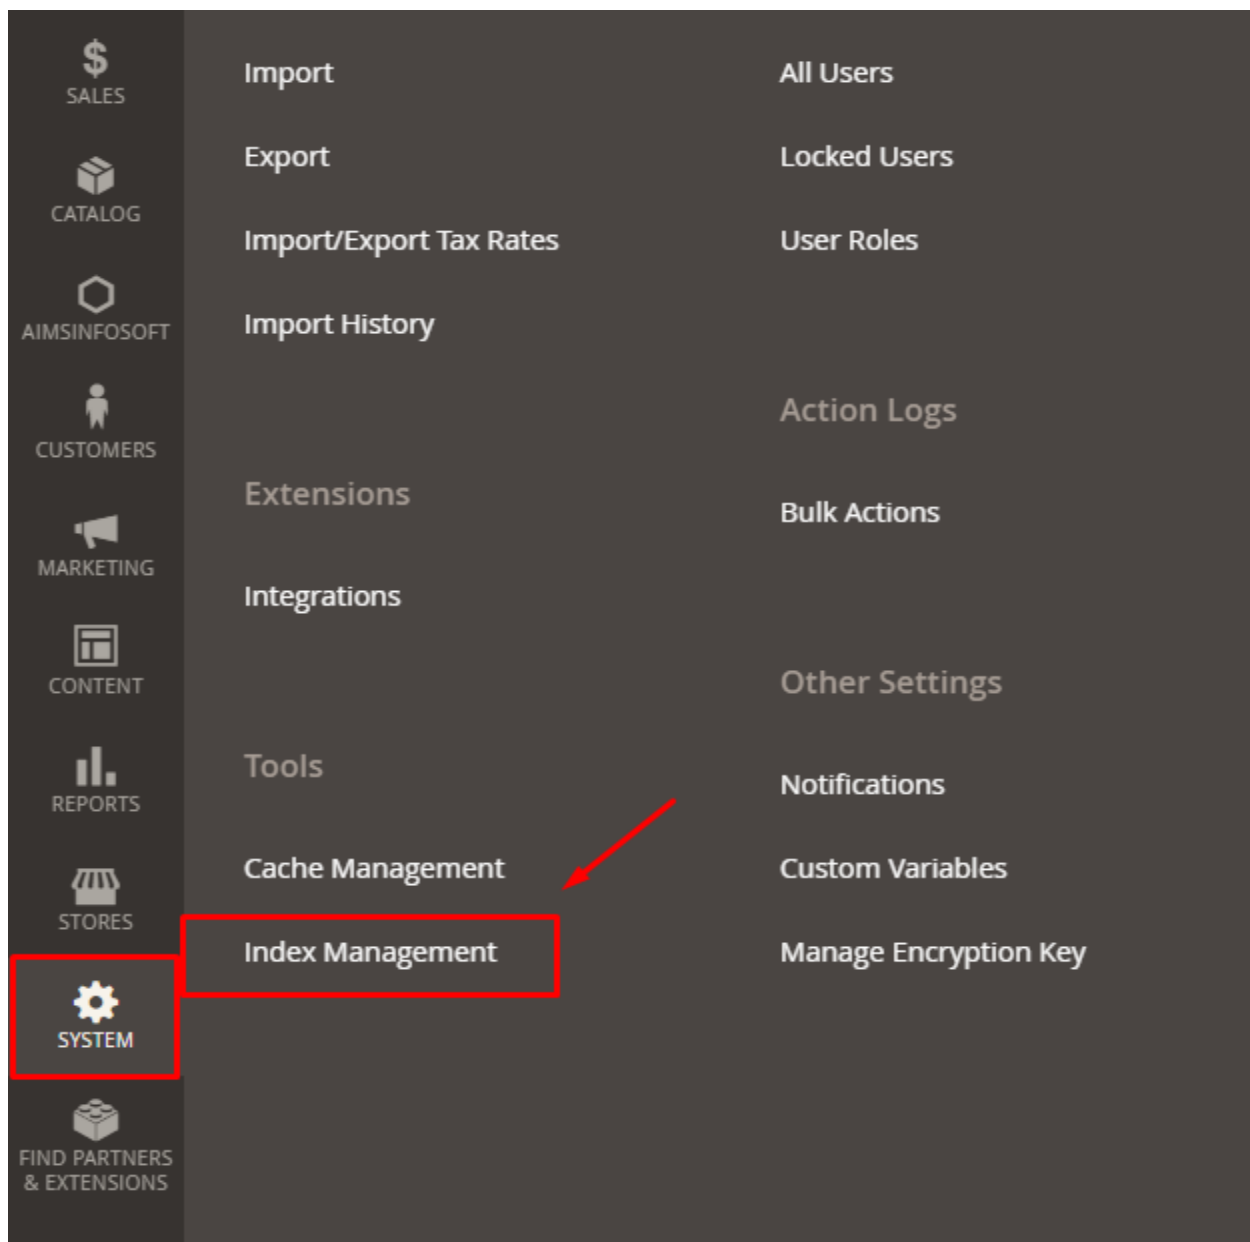 SALES
CATALOG
AIMSINFOSOFT
CUSTOMERS
MARKETING
CONTENT
REPORTS
STORES
SYSTEM
FIND PARTNERS
& EXTENSIONS
Import
Export
Import/Export Tax Rates
Import History
Extensions
Integrations
Tools
Cache Management
Index Management
All Users
Locked Users
User Roles
Action Logs
Bulk Actions
Other Settings
Notifications
Custom Variables
Manage Encryption Key